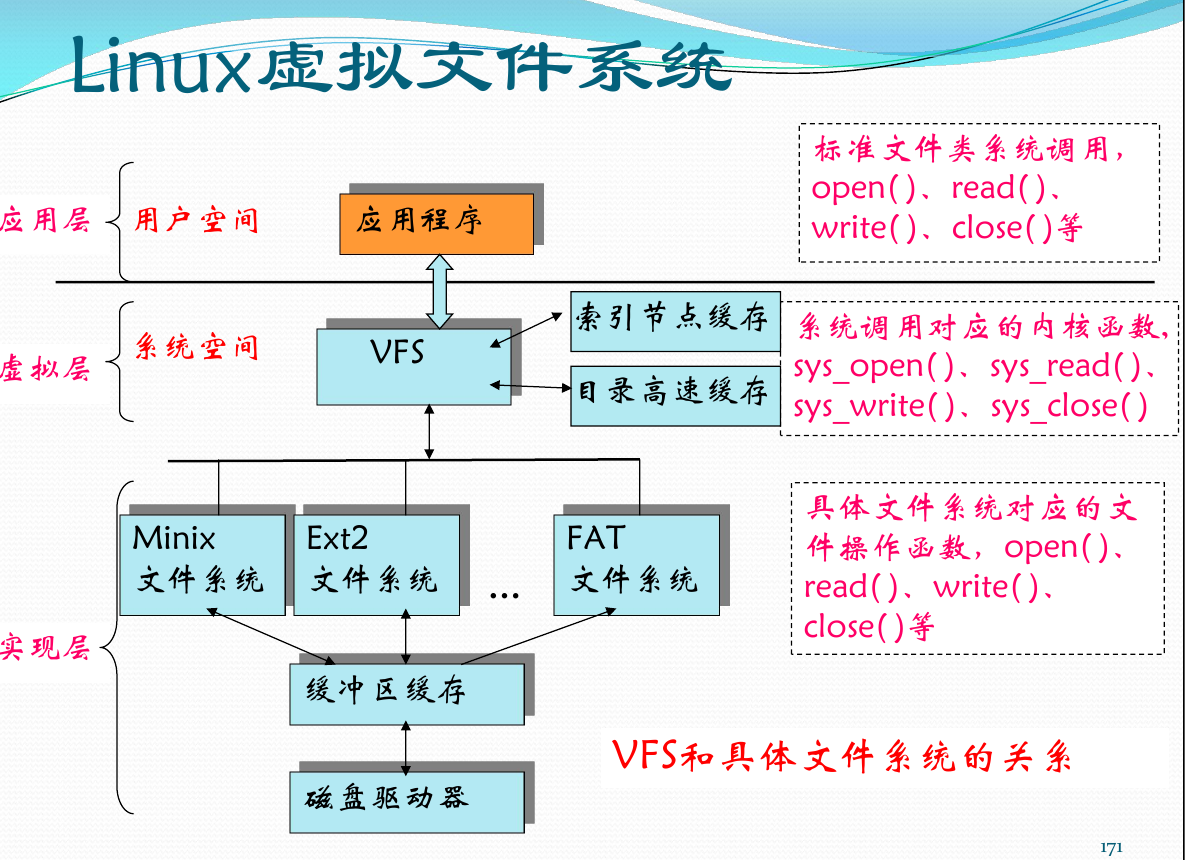 Linux虚拟文件系统
标准文件类系统调用，
open()、read()、
write()、close()等
应用层
用户空间
应用程序
虚拟层
系统空间
VFS
索引节点缓存
目录高速缓存
系统调用对应的内核函数,
sys_open()、sys_read()、
sys_write()、sys_close()
实现层
Minix
文件系统
Ext2
文件系统
...
FAT
文件系统
具体文件系统对应的文
件操作函数，open()、
read()、write()、
close()等
缓冲区缓存
磁盘驱动器
VFS和具体文件系统的关系
171